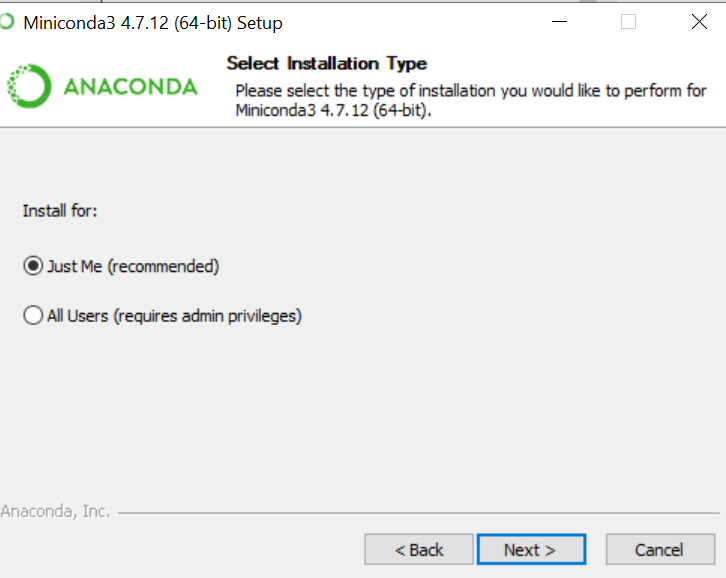 Miniconda3 4.7.12 (64-bit) Setup
Select Installation Type
ANACONDA
Please select the type of installation you would like to perform for
Miniconda3 4.7.12 (64-bit).
Install for:
Just Me (recommended)
All Users (requires admin privileges)
Anaconda, Inc.
< Back
Next >
Cancel